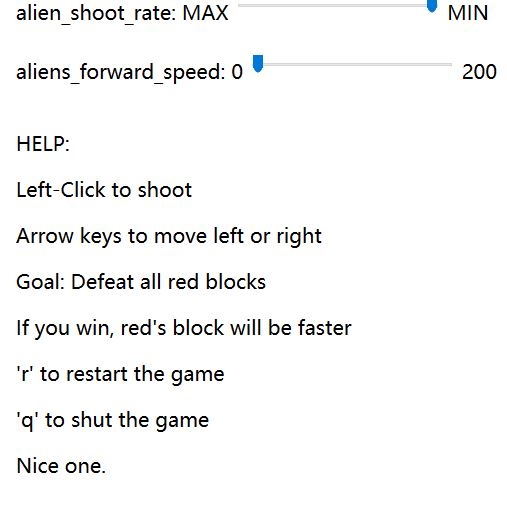 alien_shoot_rate: MAX MIN
aliens_forward_speed: 0 200
HELP:
Left-Click to shoot
Arrow keys to move left or right
Goal: Defeat all red blocks
If you win, red's block will be faster
'r' to restart the game
'q' to shut the game
Nice one.